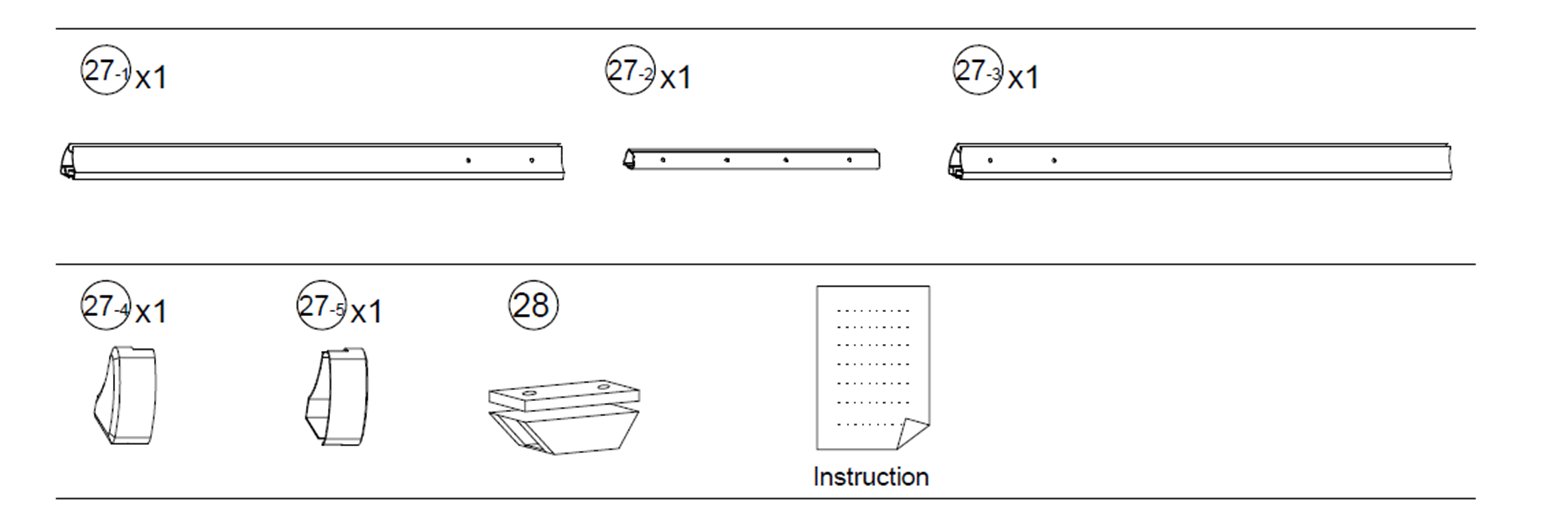 27-1 x1
27-2 x1
27-3 x1
27-4 x1
27-5 x1
28
Instruction